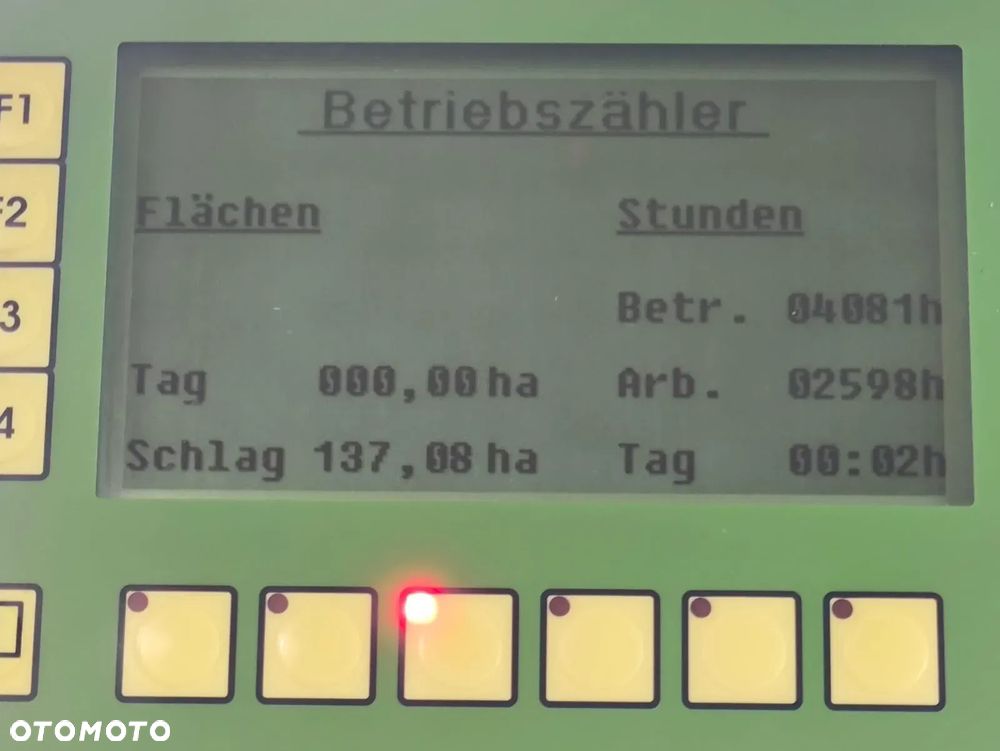 Betriebszähler
Flächen Stunden
Betr. 04081h
Tag 000,00 ha Arb. 02598h
Schlag 137,08 ha Tag 00:02h
F1
F2
3
4
OTOMOTO